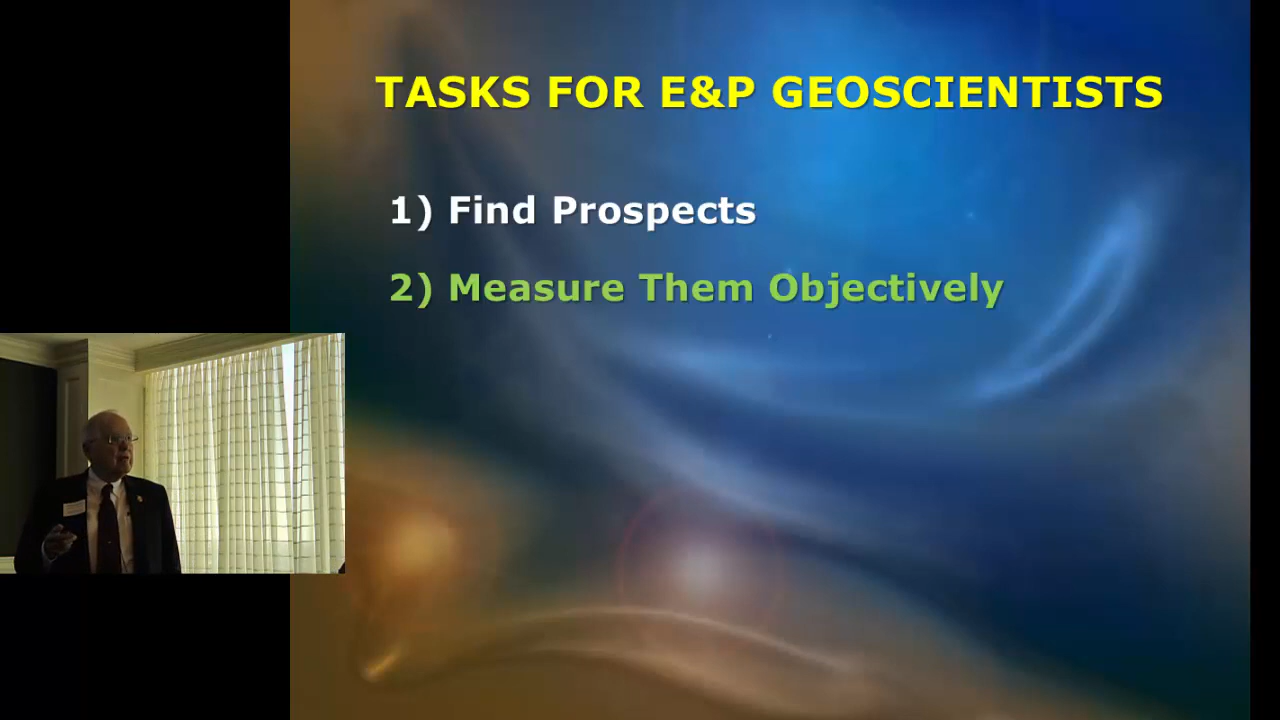 TASKS FOR E&P GEOSCIENTISTS
1) Find Prospects
2) Measure Them Objectively